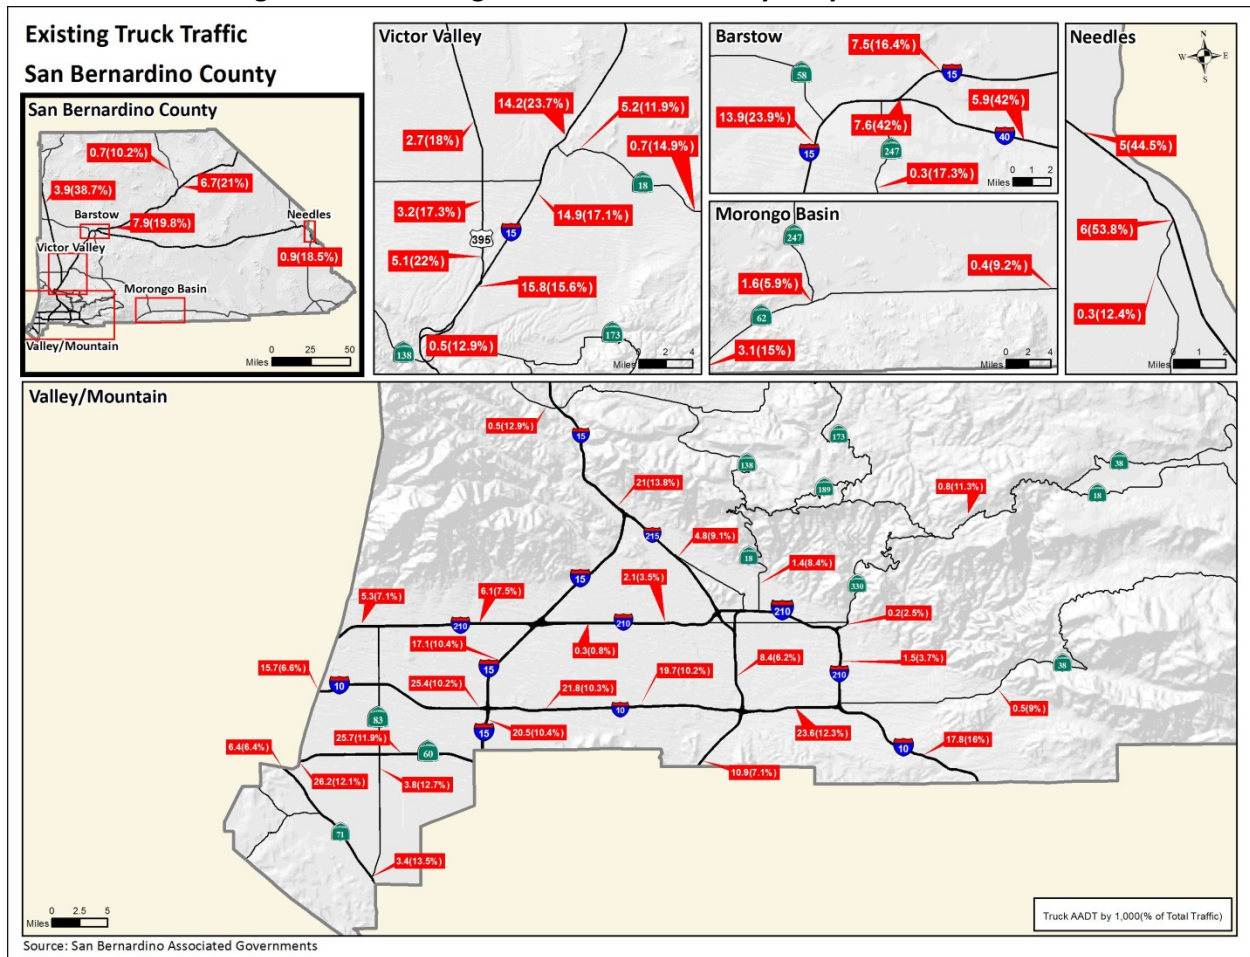 Existing Truck Traffic
San Bernardino County
San Bernardino County
0.7(10.2%)
3.9(38.7%)
6.7(21%)
Barstow
7.9(19.8%)
Needles
Victor Valley
0.9(18.5%)
Morongo Basin
Valley/Mountain
0 25 50
Miles
Victor Valley
14.2(23.7%)
5.2(11.9%)
2.7(18%)
0.7(14.9%)
18
3.2(17.3%)
14.9(17.1%)
395
15
5.1(22%)
15.8(15.6%)
173
0.5(12.9%)
138
0 2 4
Miles
Barstow
7.5(16.4%)
58
15
13.9(23.9%)
5.9(42%)
7.6(42%)
40
15
247
0.3(17.3%)
0 1 2
Miles
Morongo Basin
247
0.4(9.2%)
1.6(5.9%)
62
3.1(15%)
0 2 4
Miles
Needles
N
W E
S
5(44.5%)
6(53.8%)
0.3(12.4%)
0 1 2
Miles
Valley/Mountain
0.5(12.9%)
15
173
138
38
189
18
0.8(11.3%)
21(13.8%)
215
4.8(9.1%)
18
1.4(8.4%)
15
2.1(3.5%)
330
6.1(7.5%)
5.3(7.1%)
210
210
210
0.2(2.5%)
17.1(10.4%)
0.3(0.8%)
15.7(6.6%)
15
19.7(10.2%)
8.4(6.2%)
1.5(3.7%)
38
210
10
25.4(10.2%)
21.8(10.3%)
0.5(9%)
10
83
15
20.5(10.4%)
23.6(12.3%)
25.7(11.9%)
60
10
17.8(16%)
6.4(6.4%)
26.2(12.1%)
3.8(12.7%)
10.9(7.1%)
71
3.4(13.5%)
0 2.5 5
Miles
Truck AADT by 1,000(% of Total Traffic)
Source: San Bernardino Associated Governments